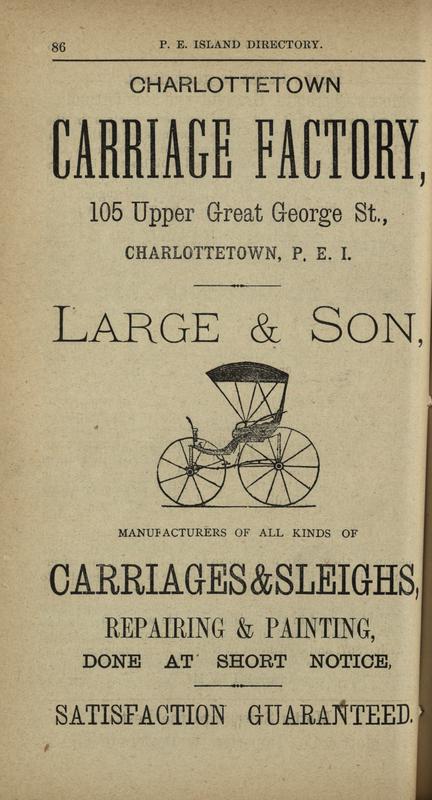 86
P. E. ISLAND DIRECTORY.
CHARLOTTETOWN
CARRIAGE FACTORY,
105 Upper Great George St.,
CHARLOTTETOWN, P. E. I.
LARGE & SON,
MANUFACTURERS OF ALL KINDS OF
CARRIAGES & SLEIGHS,
REPAIRING & PAINTING,
DONE AT SHORT NOTICE,
SATISFACTION GUARANTEED.